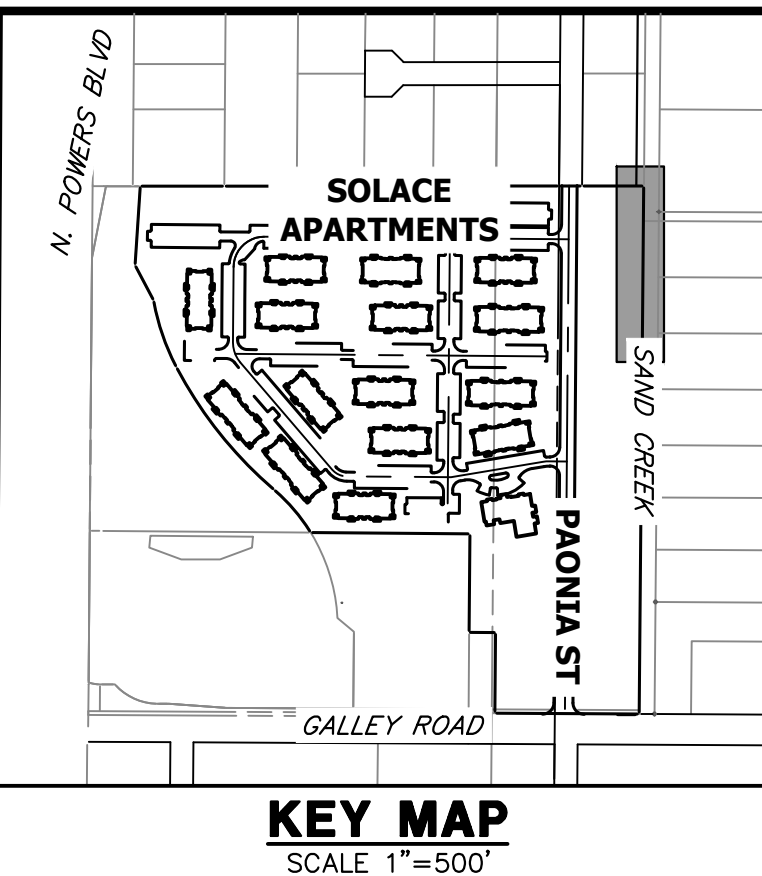 N. POWERS BLVD
SOLACE
APARTMENTS
SAND CREEK
PAONIA ST
GALLEY ROAD
KEY MAP
SCALE 1"=500'